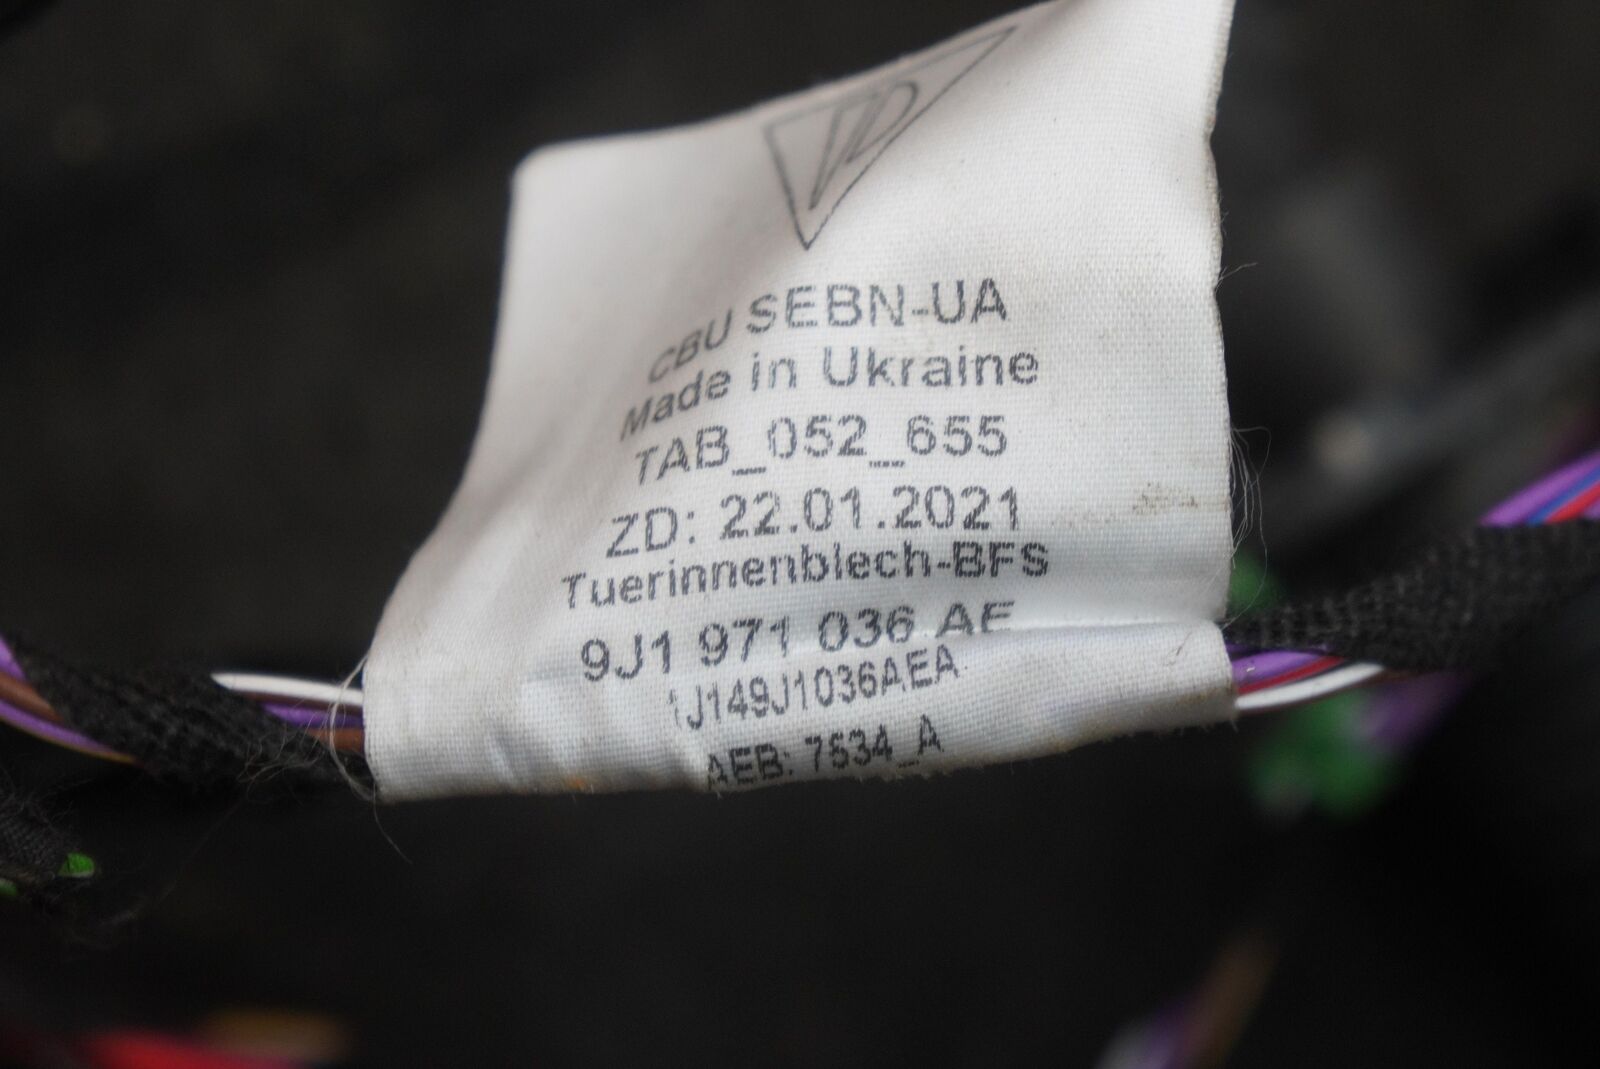 TD
CBU SEBN-UA
Made in Ukraine
TAB_052_655
ZD: 22.01.2021
Tuerinnenblech-BFS
9J1 971 036 AE
1J149J1036AEA
AEB: 7534_A